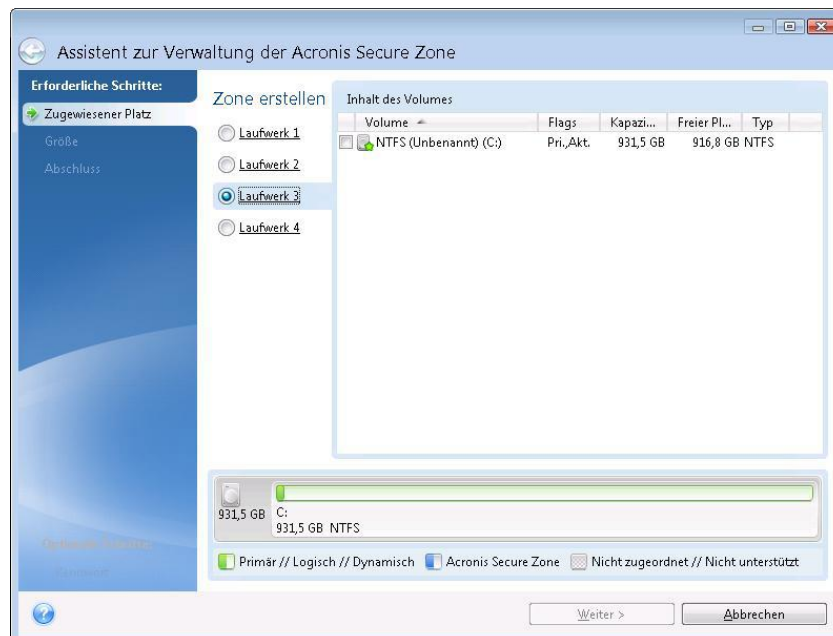 Assistent zur Verwaltung der Acronis Secure Zone
Erforderliche Schritte:
Zugewiesener Platz
Größe
Abschluss
Zone erstellen
Laufwerk 1
Laufwerk 2
Laufwerk 3
Laufwerk 4
Inhalt des Volumes
Volume Flags Kapazi... Freier Pl... Typ
NTFS (Unbenannt) (C:) Pri.,Akt. 931,5 GB 916,8 GB NTFS
931,5 GB
C:
931,5 GB NTFS
Primär // Logisch // Dynamisch Acronis Secure Zone Nicht zugeordnet // Nicht unterstützt
Weiter > Abbrechen